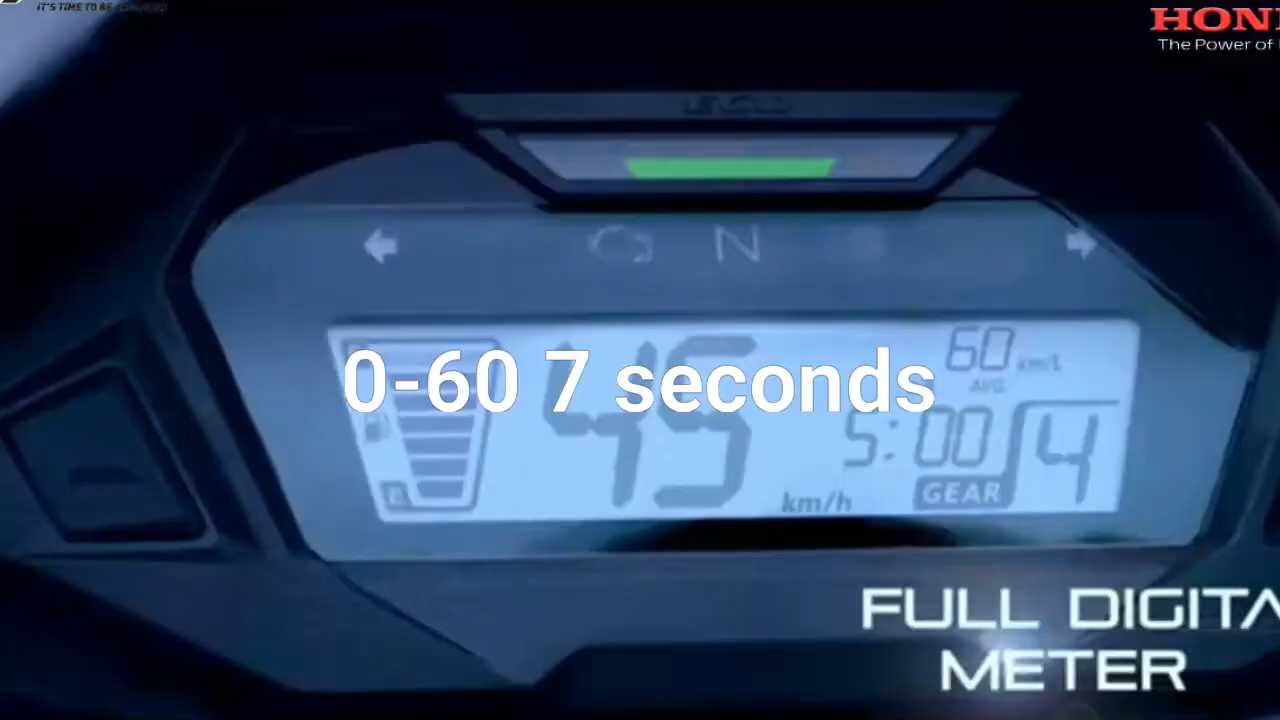 IT'S TIME TO BE
HON
The Power of
N
60 km/l
AVG
0-60 7 seconds
45
km/h
5:00
GEAR 4
FULL DIGITA
METER